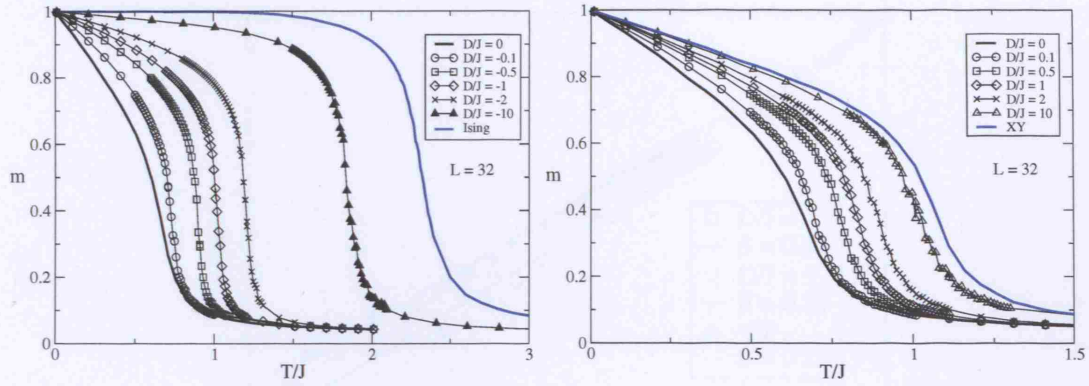 1
0.8
0.6
0.4
0.2
0
m
0
1
2
3
T/J
D/J = 0
D/J = -0.1
D/J = -0.5
D/J = -1
D/J = -2
D/J = -10
Ising
L = 32
1
0.8
0.6
0.4
0.2
0
m
0
0.5
1
1.5
T/J
D/J = 0
D/J = 0.1
D/J = 0.5
D/J = 1
D/J = 2
D/J = 10
XY
L = 32